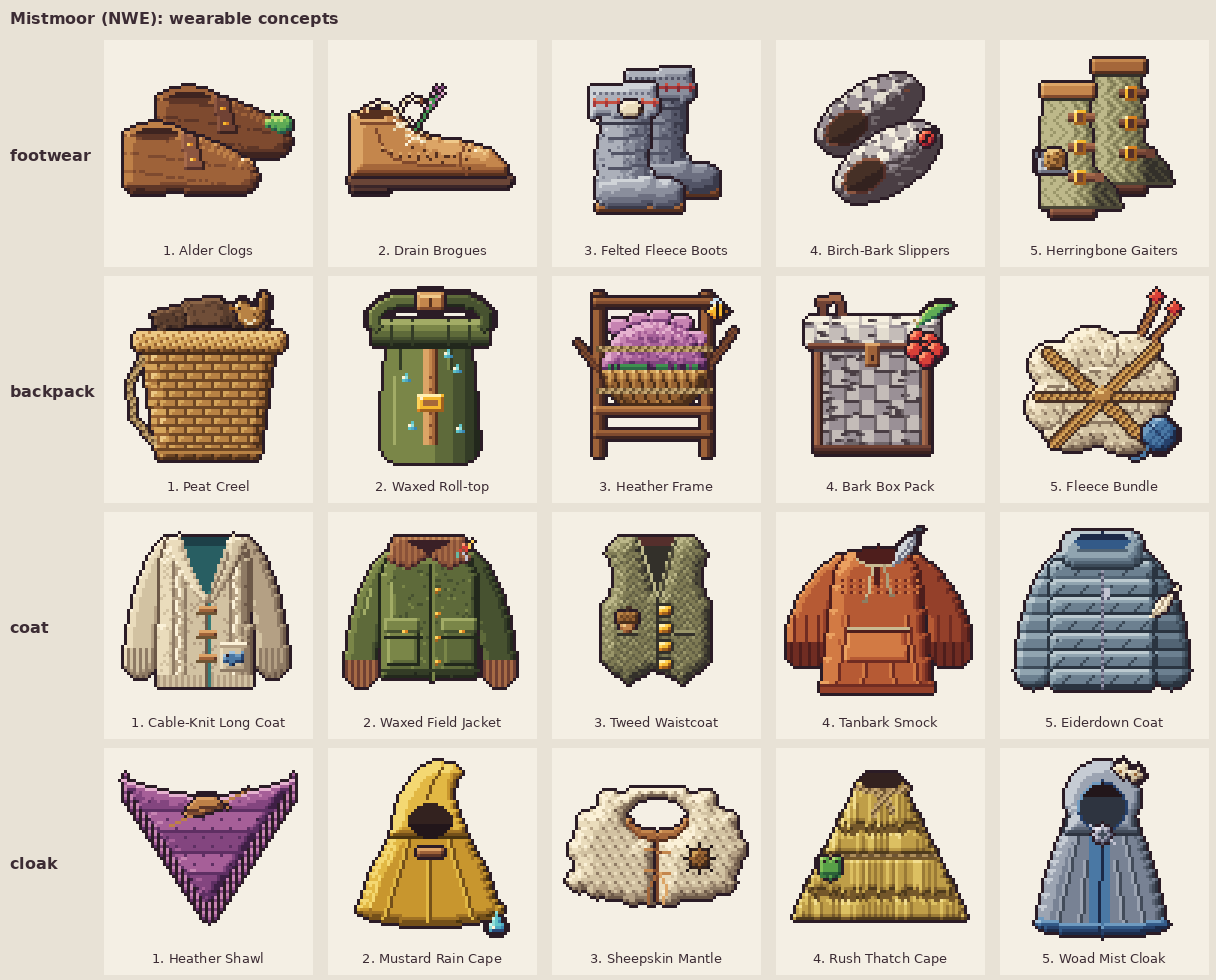 Mistmoor (NWE): wearable concepts
footwear
1. Alder Clogs
2. Drain Brogues
3. Felted Fleece Boots
4. Birch-Bark Slippers
5. Herringbone Gaiters
backpack
1. Peat Creel
2. Waxed Roll-top
3. Heather Frame
4. Bark Box Pack
5. Fleece Bundle
coat
1. Cable-Knit Long Coat
2. Waxed Field Jacket
3. Tweed Waistcoat
4. Tanbark Smock
5. Eiderdown Coat
cloak
1. Heather Shawl
2. Mustard Rain Cape
3. Sheepskin Mantle
4. Rush Thatch Cape
5. Woad Mist Cloak